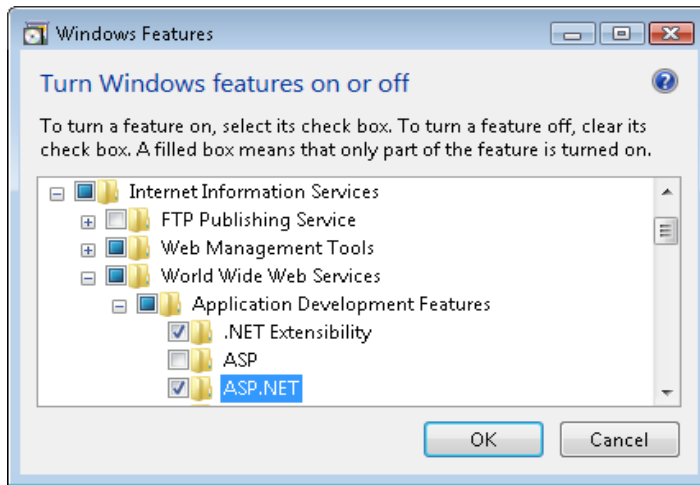 Windows Features
Turn Windows features on or off
To turn a feature on, select its check box. To turn a feature off, clear its
check box. A filled box means that only part of the feature is turned on.
Internet Information Services
FTP Publishing Service
Web Management Tools
World Wide Web Services
Application Development Features
.NET Extensibility
ASP
ASP.NET
OK
Cancel